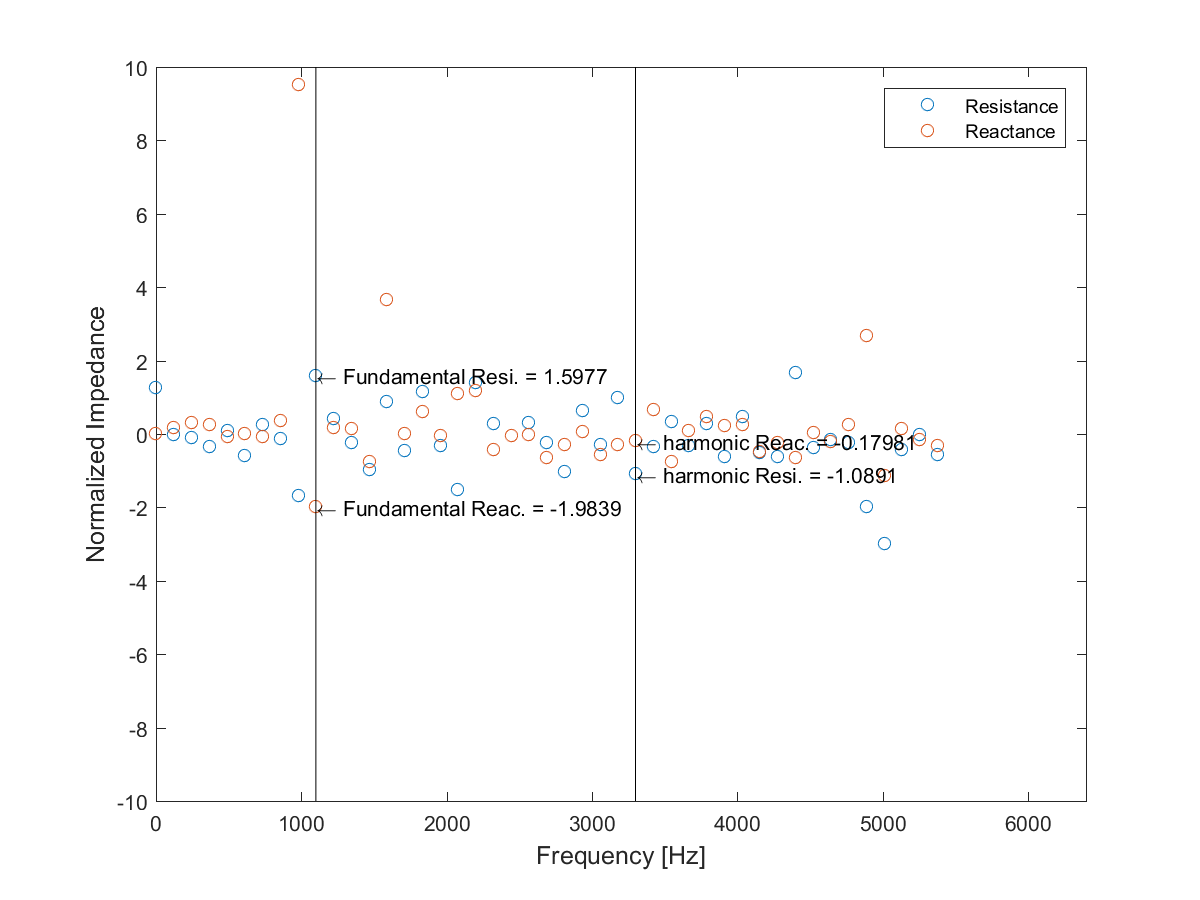 10
8
6
4
2
0
-2
-4
-6
-8
-10
Normalized Impedance
Resistance
Reactance
← Fundamental Resi. = 1.5977
← harmonic Reac. = -0.17981
← harmonic Resi. = -1.0891
← Fundamental Reac. = -1.9839
0 1000 2000 3000 4000 5000 6000
Frequency [Hz]